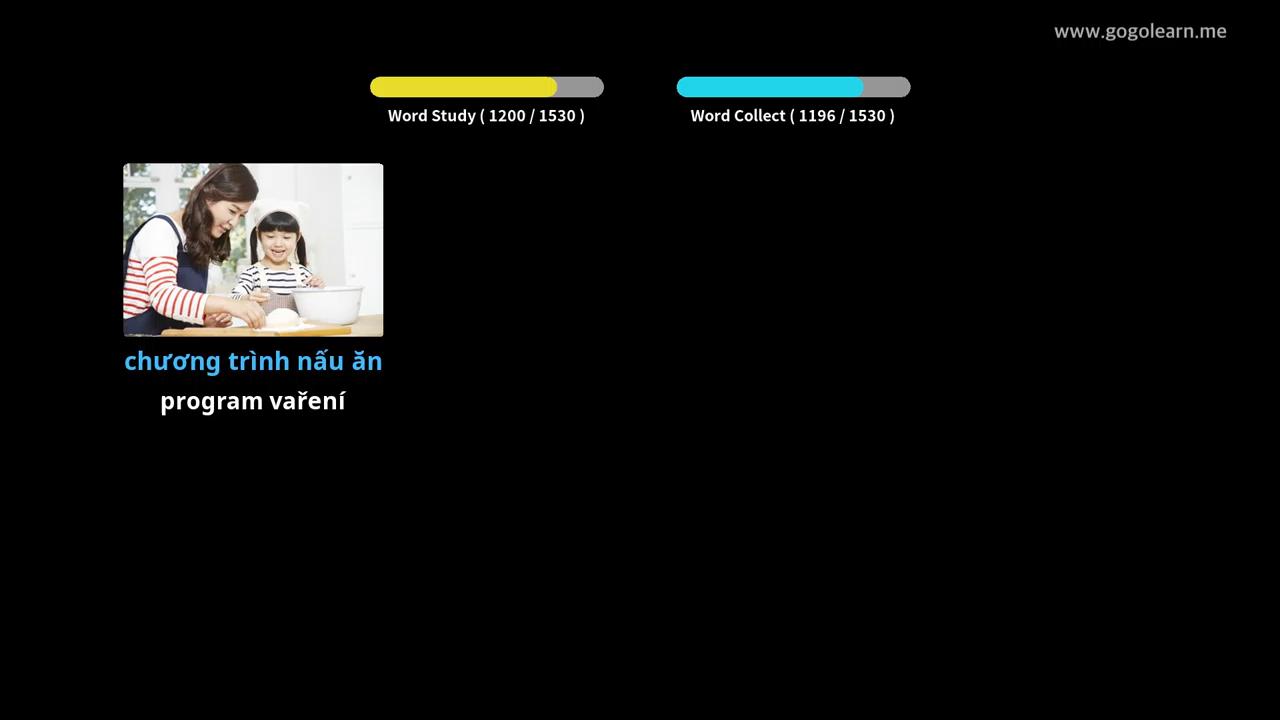 www.gogolearn.me
Word Study ( 1200 / 1530 )
Word Collect ( 1196 / 1530 )
chương trình nấu ăn
program vaření